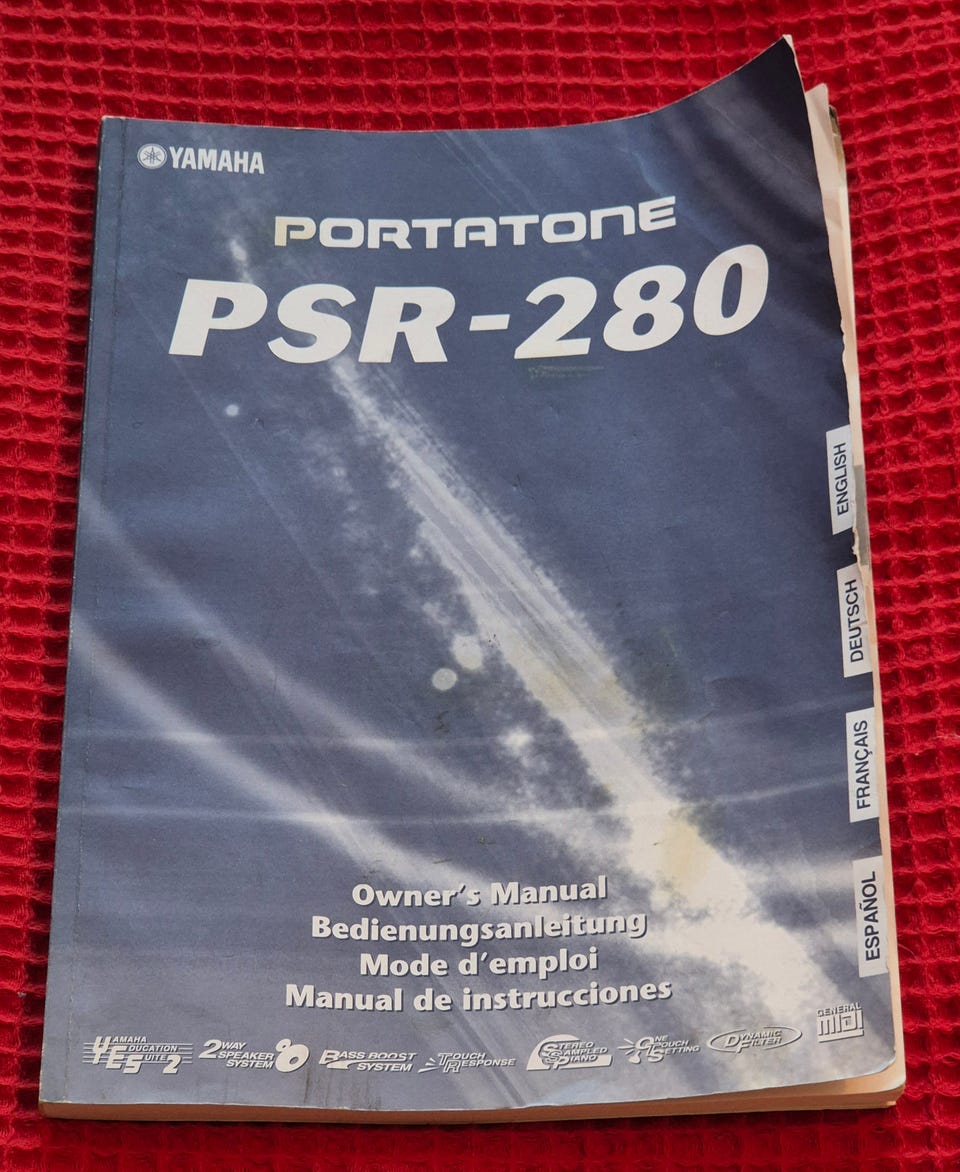 YAMAHA
PORTATONE
PSR-280
ENGLISH
DEUTSCH
FRANÇAIS
ESPAÑOL
Owner's Manual
Bedienungsanleitung
Mode d'emploi
Manual de instrucciones
YAMAHA EDUCATION SUITE 2
2WAY SPEAKER SYSTEM
BASS BOOST SYSTEM
TOUCH RESPONSE
STEREO SAMPLED PIANO
ONE TOUCH SETTING
DYNAMIC FILTER
GENERAL MIDI